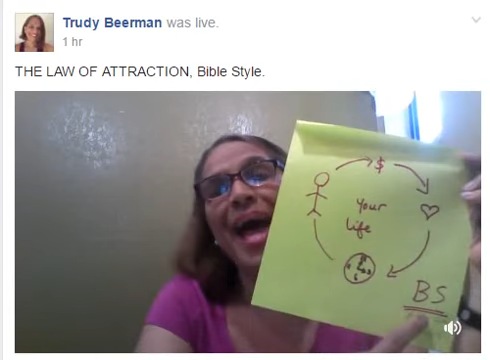 Trudy Beerman was live.
1 hr
THE LAW OF ATTRACTION, Bible Style.
$
Your
life
BS